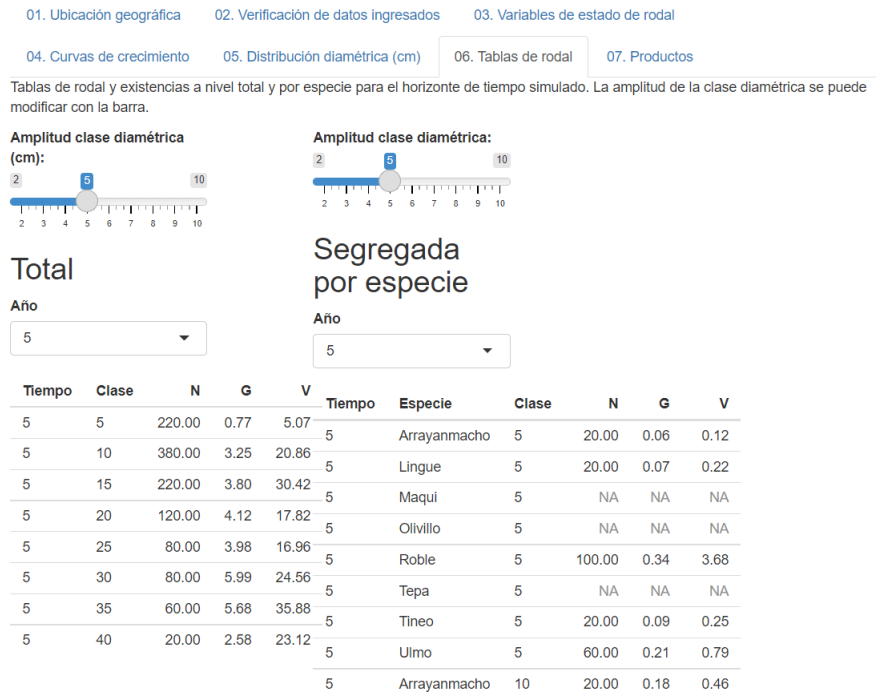 01. Ubicación geográfica 02. Verificación de datos ingresados 03. Variables de estado de rodal
04. Curvas de crecimiento 05. Distribución diamétrica (cm) 06. Tablas de rodal 07. Productos
Tablas de rodal y existencias a nivel total y por especie para el horizonte de tiempo simulado. La amplitud de la clase diamétrica se puede
modificar con la barra.
Amplitud clase diamétrica
(cm):
2 5 10
2 3 4 5 6 7 8 9 10
Total
Año
5
Tiempo Clase N G V
5 5 220.00 0.77 5.07
5 10 380.00 3.25 20.86
5 15 220.00 3.80 30.42
5 20 120.00 4.12 17.82
5 25 80.00 3.98 16.96
5 30 80.00 5.99 24.56
5 35 60.00 5.68 35.88
5 40 20.00 2.58 23.12
Amplitud clase diamétrica:
2 5 10
2 3 4 5 6 7 8 9 10
Segregada
por especie
Año
5
Tiempo Especie Clase N G V
5 Arrayanmacho 5 20.00 0.06 0.12
5 Lingue 5 20.00 0.07 0.22
5 Maqui 5 NA NA NA
5 Olivillo 5 NA NA NA
5 Roble 5 100.00 0.34 3.68
5 Tepa 5 NA NA NA
5 Tineo 5 20.00 0.09 0.25
5 Ulmo 5 60.00 0.21 0.79
5 Arrayanmacho 10 20.00 0.18 0.46